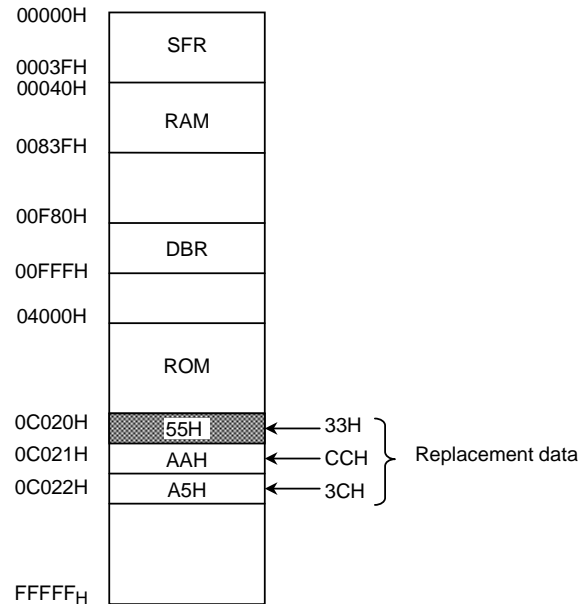 00000H
SFR
0003FH
00040H
RAM
0083FH
00F80H
DBR
00FFFH
04000H
ROM
0C020H 55H 33H
0C021H AAH CCH Replacement data
0C022H A5H 3CH
FFFFFH